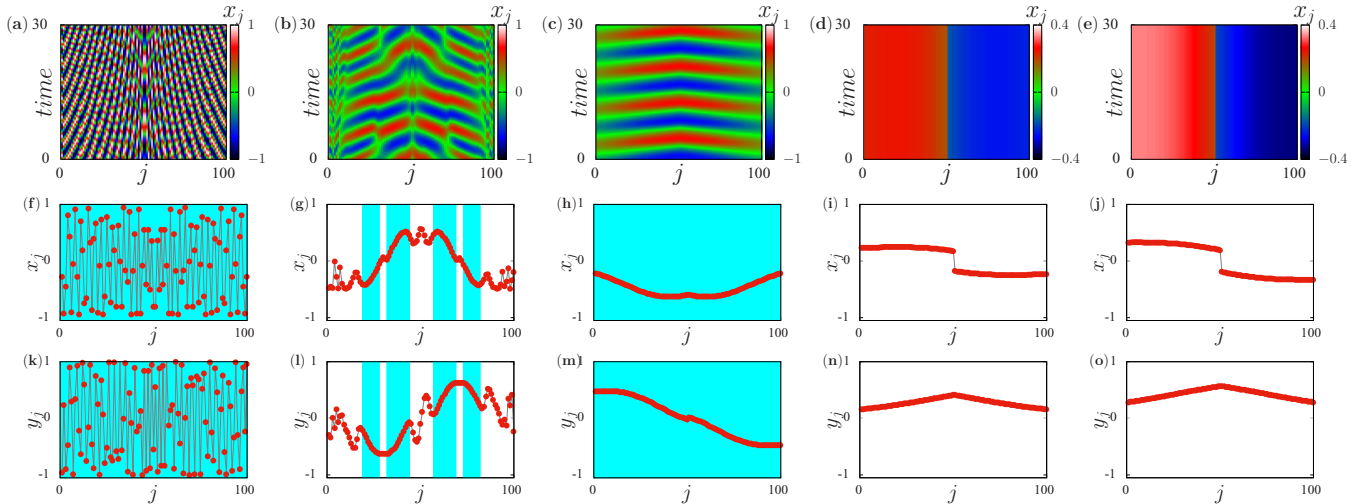 (a) x_j (b) x_j (c) x_j (d) x_j (e) x_j
30 1 30 1 30 1 30 0.4 30 0.4
time 0 time 0 time 0 time 0 time 0
0 -1 0 -1 0 -1 0 -0.4 0 -0.4
0 j 100 0 j 100 0 j 100 0 j 100 0 j 100
(f) 1 (g) 1 (h) 1 (i) 1 (j) 1
x_j -0 x_j -0 x_j -0 x_j -0 x_j -0
-1 -1 -1 -1 -1
0 j 100 0 j 100 0 j 100 0 j 100 0 j 100
(k) 1 (l) 1 (m) 1 (n) 1 (o) 1
y_j -0 y_j -0 y_j -0 y_j -0 y_j -0
-1 -1 -1 -1 -1
0 j 100 0 j 100 0 j 100 0 j 100 0 j 100